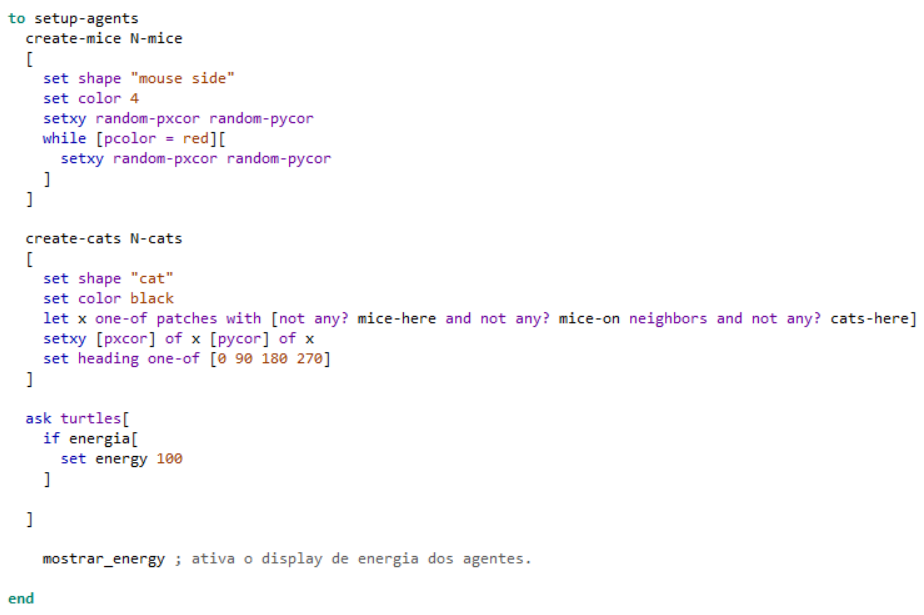 to setup-agents
  create-mice N-mice
  [
    set shape "mouse side"
    set color 4
    setxy random-pxcor random-pycor
    while [pcolor = red][
      setxy random-pxcor random-pycor
    ]
  ]

  create-cats N-cats
  [
    set shape "cat"
    set color black
    let x one-of patches with [not any? mice-here and not any? mice-on neighbors and not any? cats-here]
    setxy [pxcor] of x [pycor] of x
    set heading one-of [0 90 180 270]
  ]

  ask turtles[
    if energia[
      set energy 100
    ]

  ]

    mostrar_energy ; ativa o display de energia dos agentes.

end